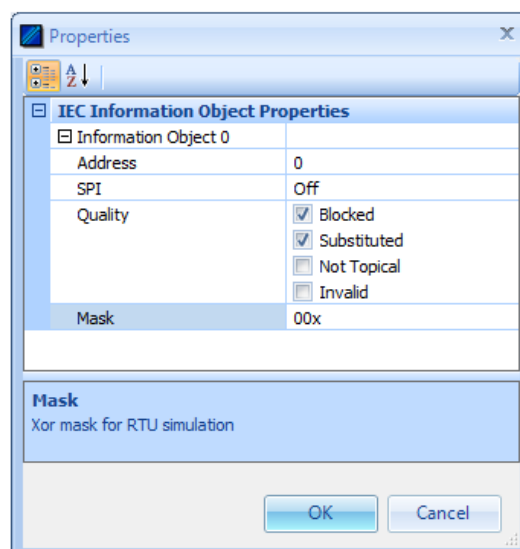 Properties
x
A
Z
IEC Information Object Properties
Information Object 0
Address 0
SPI Off
Quality Blocked
Substituted
Not Topical
Invalid
Mask 00x
Mask
Xor mask for RTU simulation
OK Cancel